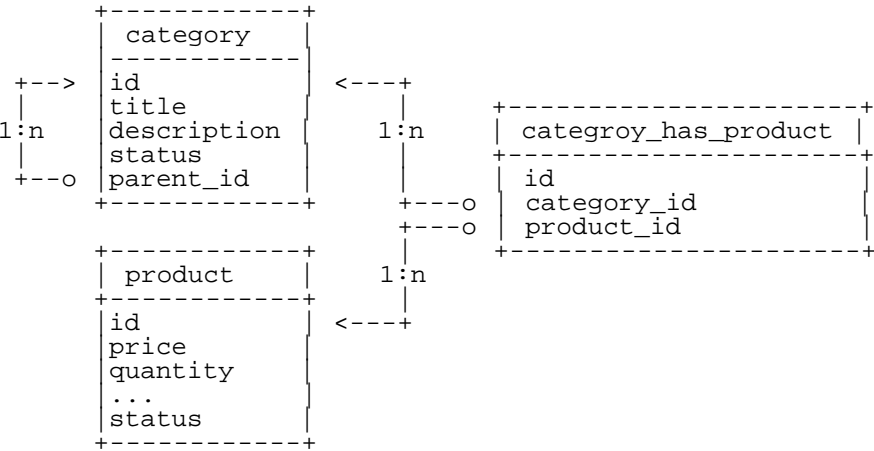 category
id
title
1:n
description
1:n
categroy_has_product
status
parent_id
id
category_id
product_id
product
1:n
id
price
quantity
...
status